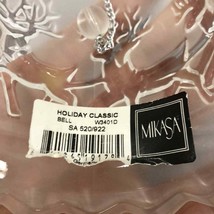 HOLIDAY CLASSIC
BELL W3401D
SA 520/922
MIKASA